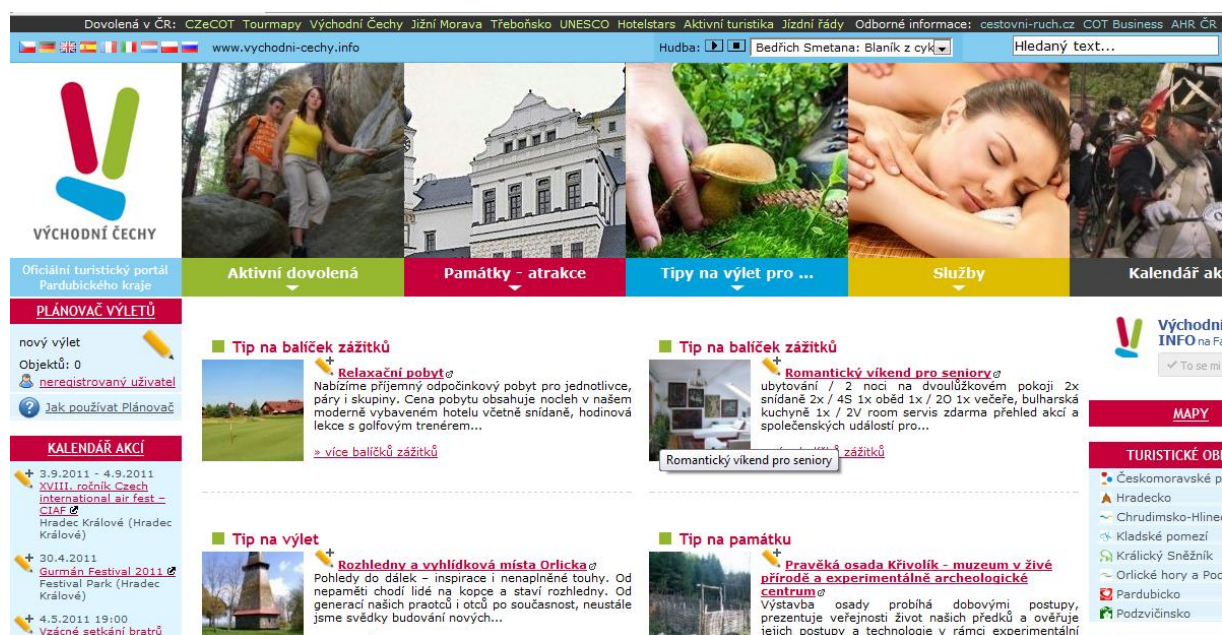 Dovolená v ČR: CZeCOT Tourmapy Východní Čechy Jižní Morava Třeboňsko UNESCO Hotelstars Aktivní turistika Jízdní řády Odborné informace: cestovni-ruch.cz COT Business AHR ČR
www.vychodni-cechy.info
Hudba: Bedřich Smetana: Blaník z cyk
Hledaný text...
VÝCHODNÍ ČECHY
Oficiální turistický portál
Pardubického kraje
Aktivní dovolená
Památky - atrakce
Tipy na výlet pro ...
Služby
Kalendář ak
PLÁNOVAČ VÝLETŮ
nový výlet
Objektů: 0
neregistrovaný uživatel
Jak používat Plánovač
KALENDÁŘ AKCÍ
3.9.2011 - 4.9.2011
XVIII. ročník Czech
international air fest –
CIAF
Hradec Králové (Hradec
Králové)
30.4.2011
Gurmán Festival 2011
Festival Park (Hradec
Králové)
4.5.2011 19:00
Vzácné setkání bratrů
Tip na balíček zážitků
Relaxační pobyt
Nabízíme příjemný odpočinkový pobyt pro jednotlivce,
páry i skupiny. Cena pobytu obsahuje nocleh v našem
moderně vybaveném hotelu včetně snídaně, hodinová
lekce s golfovým trenérem...
» více balíčků zážitků
Tip na balíček zážitků
Romantický víkend pro seniory
ubytování / 2 noci na dvoulůžkovém pokoji 2x
snídaně 2x / 4S 1x oběd 1x / 2O 1x večeře, bulharská
kuchyně 1x / 2V room servis zdarma přehled akcí a
společenských událostí pro...
zážitků
Romantický víkend pro seniory
Tip na výlet
Rozhledny a vyhlídková místa Orlicka
Pohledy do dálek – inspirace i nenaplněné touhy. Od
nepaměti chodí lidé na kopce a staví rozhledny. Od
generací našich praotců i otců po současnost, neustále
jsme svědky budování nových...
Tip na památku
Pravěká osada Křivolík - muzeum v živé
přírodě a experimentálně archeologické
centrum
Výstavba osady probíhá dobovými postupy,
prezentuje veřejnosti život našich předků a ověřuje
jejich postupy a technologie v rámci experimentální
Východní
INFO na Fa
To se mi
MAPY
TURISTICKÉ OBL
Českomoravské p
Hradecko
Chrudimsko-Hlinec
Kladské pomezí
Králický Sněžník
Orlické hory a Pod
Pardubicko
Podzvičinsko